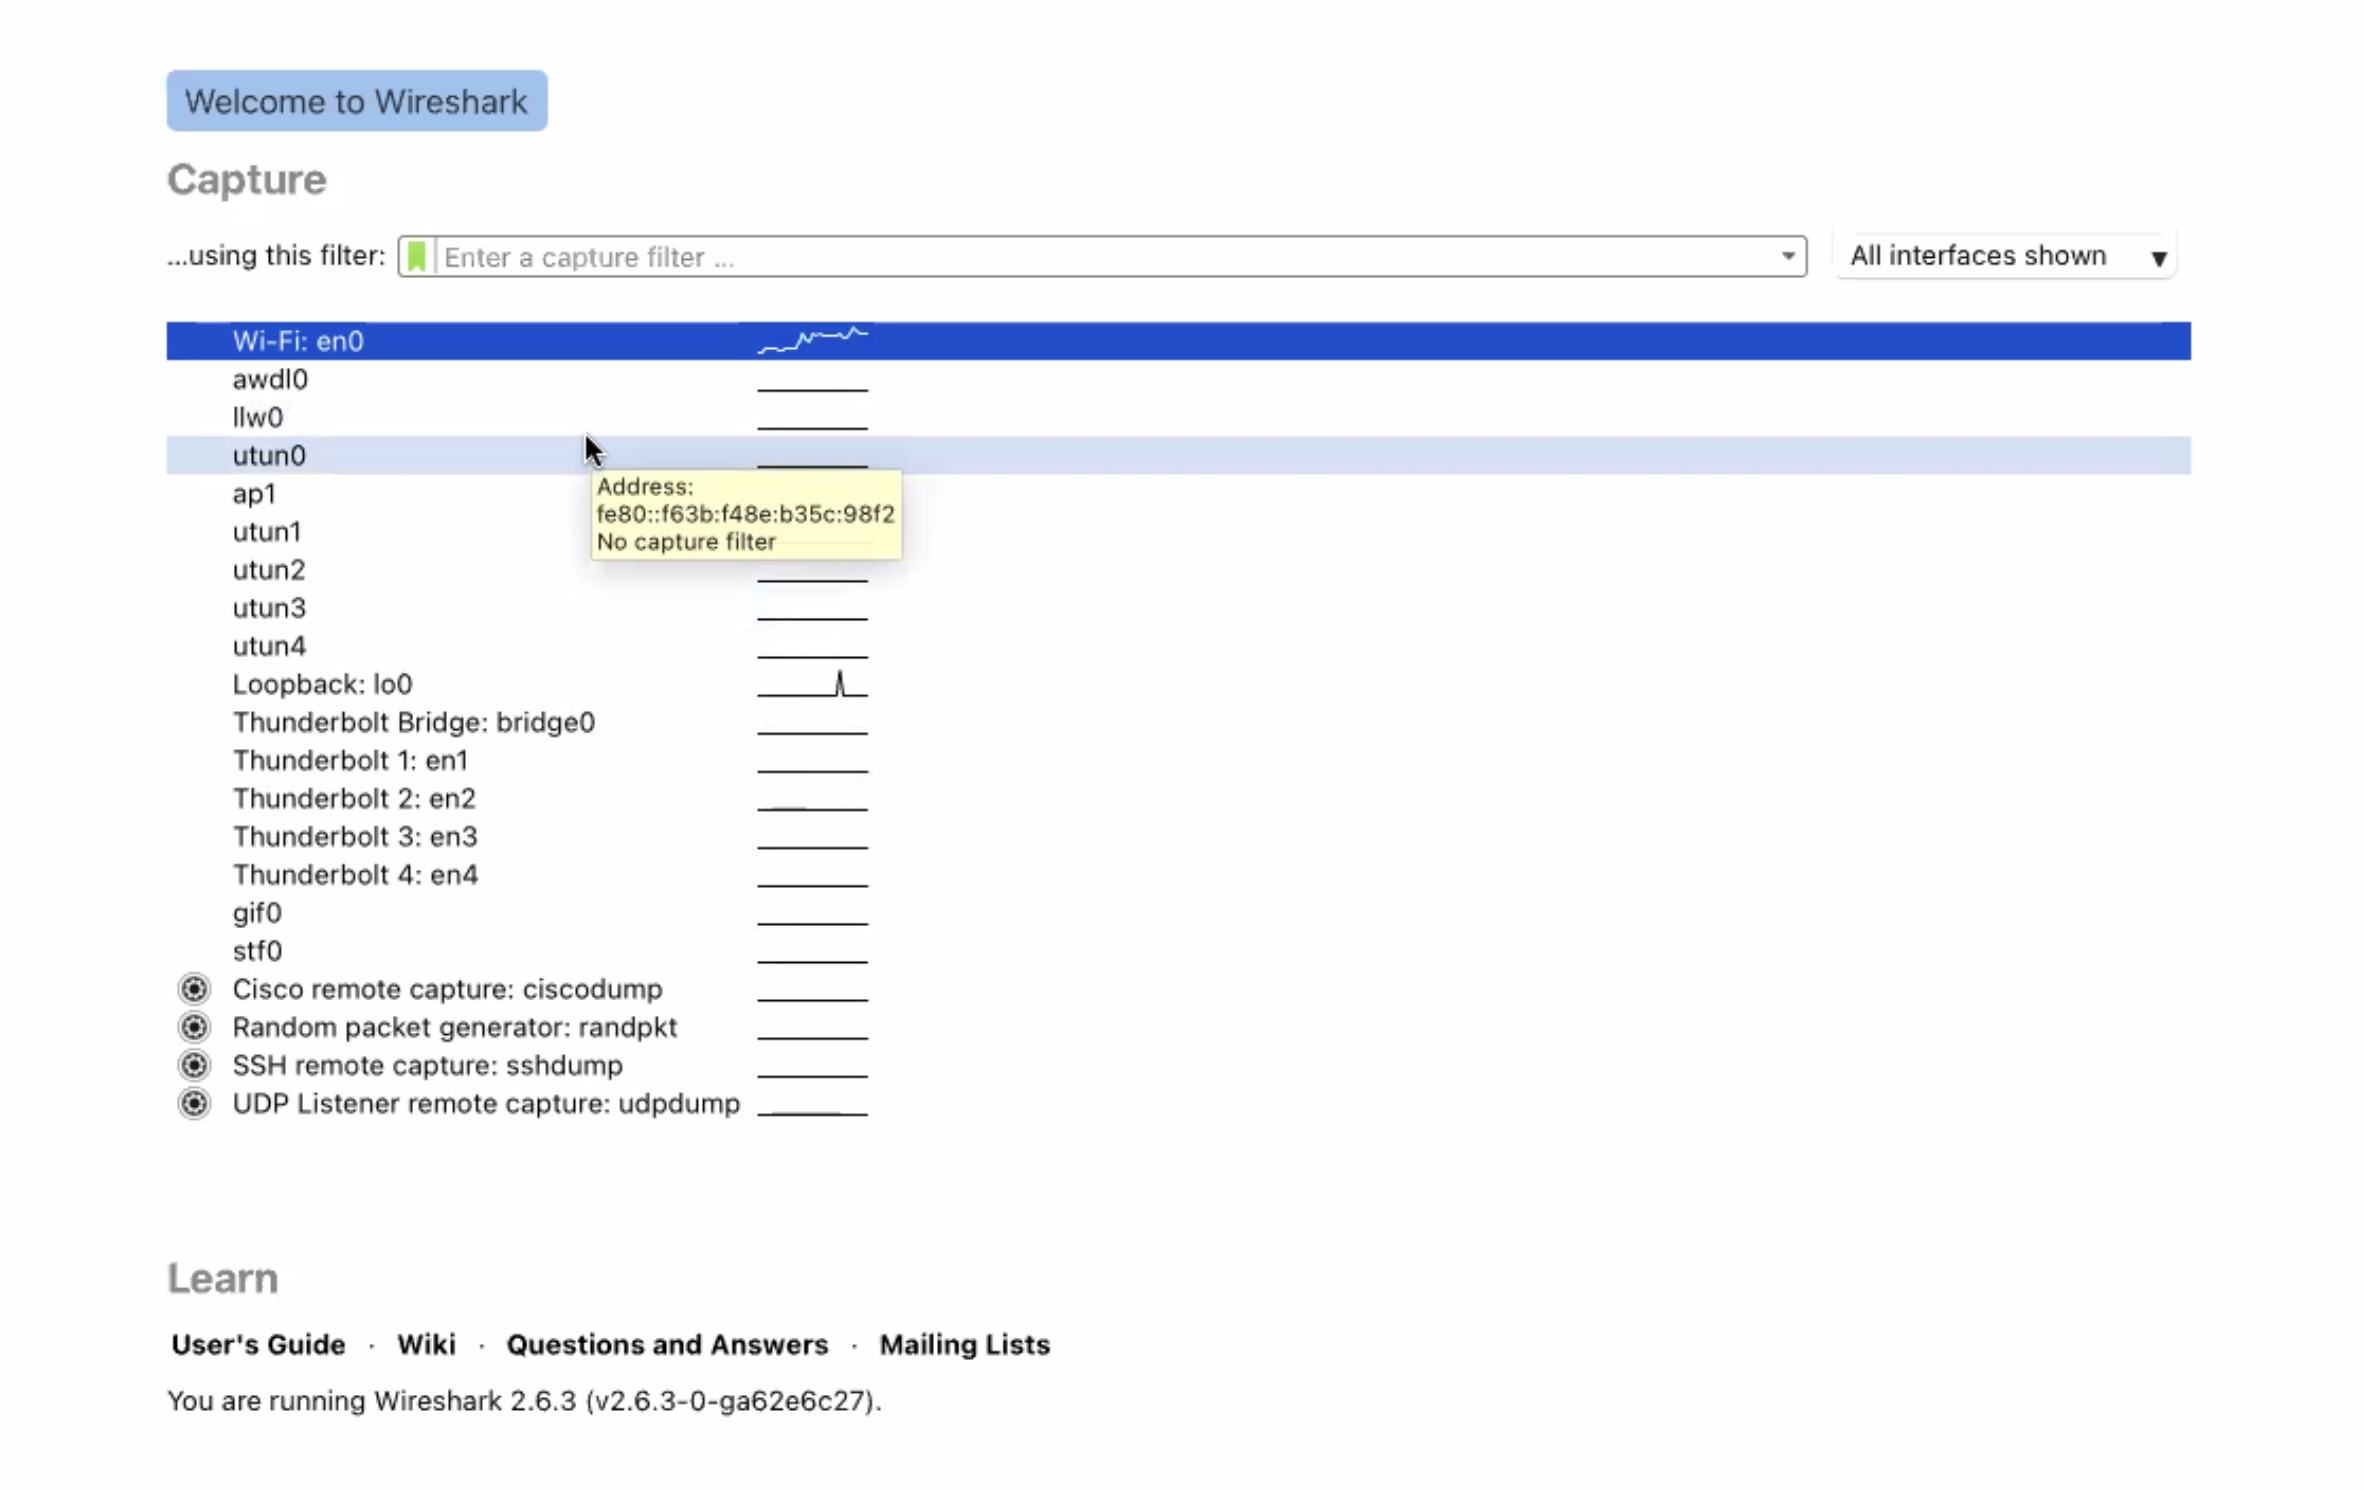 Welcome to Wireshark
Capture
...using this filter:
Enter a capture filter ...
All interfaces shown
Wi-Fi: en0
awdl0
llw0
utun0
Address:
fe80::f63b:f48e:b35c:98f2
No capture filter
ap1
utun1
utun2
utun3
utun4
Loopback: lo0
Thunderbolt Bridge: bridge0
Thunderbolt 1: en1
Thunderbolt 2: en2
Thunderbolt 3: en3
Thunderbolt 4: en4
gif0
stf0
Cisco remote capture: ciscodump
Random packet generator: randpkt
SSH remote capture: sshdump
UDP Listener remote capture: udpdump
Learn
User's Guide · Wiki · Questions and Answers · Mailing Lists
You are running Wireshark 2.6.3 (v2.6.3-0-ga62e6c27).